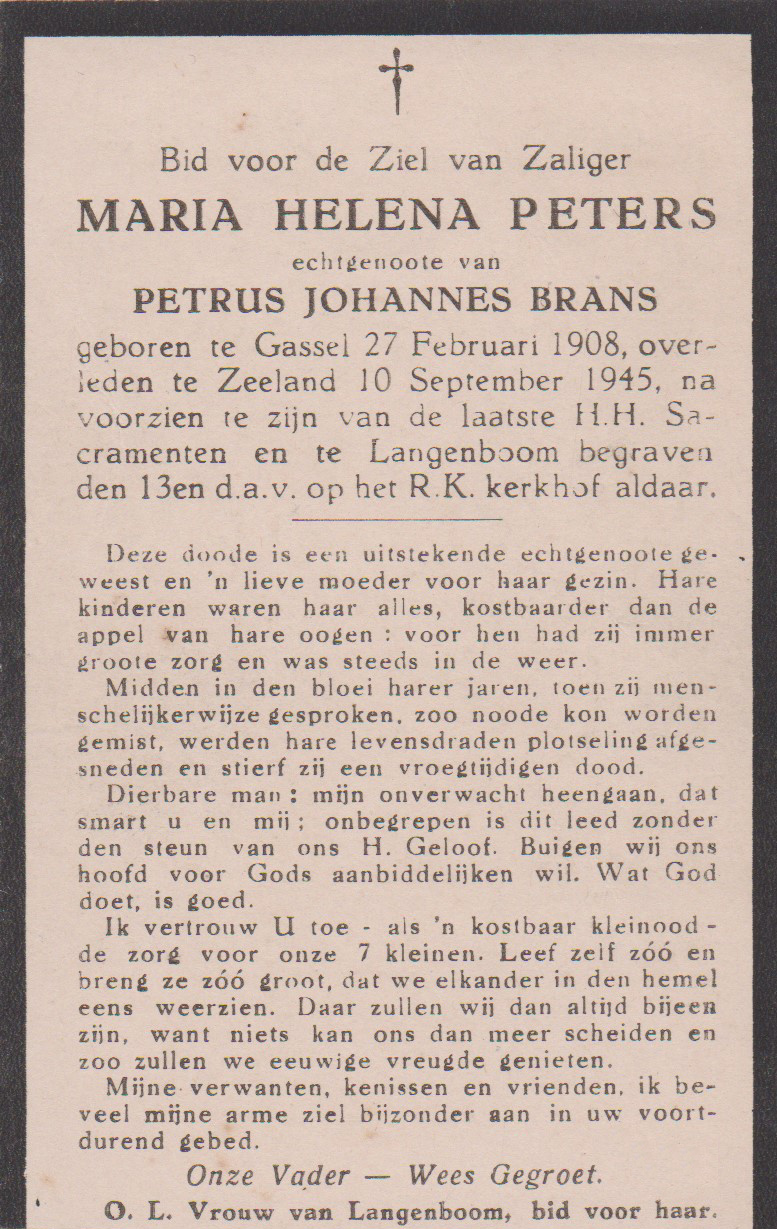 Bid voor de Ziel van Zaliger
MARIA HELENA PETERS
echtgenoote van
PETRUS JOHANNES BRANS
geboren te Gassel 27 Februari 1908, over-
leden te Zeeland 10 September 1945, na
voorzien te zijn van de laatste H.H. Sa-
cramenten en te Langenboom begraven
den 13en d.a.v. op het R.K. kerkhof aldaar.
Deze doode is een uitstekende echtgenoote ge-
weest en 'n lieve moeder voor haar gezin. Hare
kinderen waren haar alles, kostbaarder dan de
appel van hare oogen : voor hen had zij immer
groote zorg en was steeds in de weer.
Midden in den bloei harer jaren, toen zij men-
schelijkerwijze gesproken, zoo noode kon worden
gemist, werden hare levensdraden plotseling afge-
sneden en stierf zij een vroegtijdigen dood.
Dierbare man : mijn onverwacht heengaan, dat
smart u en mij ; onbegrepen is dit leed zonder
den steun van ons H. Geloof. Buigen wij ons
hoofd voor Gods aanbiddelijken wil. Wat God
doet, is goed.
Ik vertrouw U toe - als 'n kostbaar kleinood -
de zorg voor onze 7 kleinen. Leef zelf zóó en
breng ze zóó groot, dat we elkander in den hemel
eens weerzien. Daar zullen wij dan altijd bijeen
zijn, want niets kan ons dan meer scheiden en
zoo zullen we eeuwige vreugde genieten.
Mijne verwanten, kenissen en vrienden, ik be-
veel mijne arme ziel bijzonder aan in uw voort-
durend gebed.
Onze Vader — Wees Gegroet.
O. L. Vrouw van Langenboom, bid voor haar.